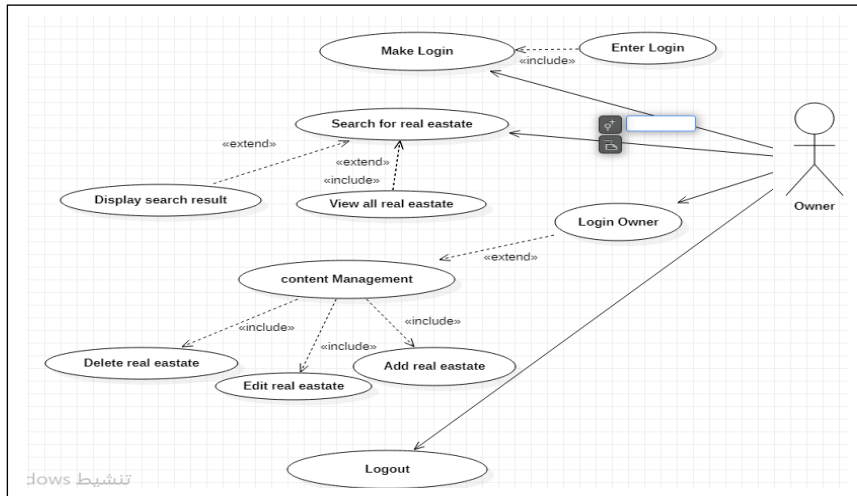 Make Login
Enter Login
«include»
Search for real eastate
«extend»
«extend»
«include»
Display search result
View all real eastate
Owner
Login Owner
«extend»
content Management
«include»
«include»
«include»
Delete real eastate
Add real eastate
Edit real eastate
Logout
تنشيط dows